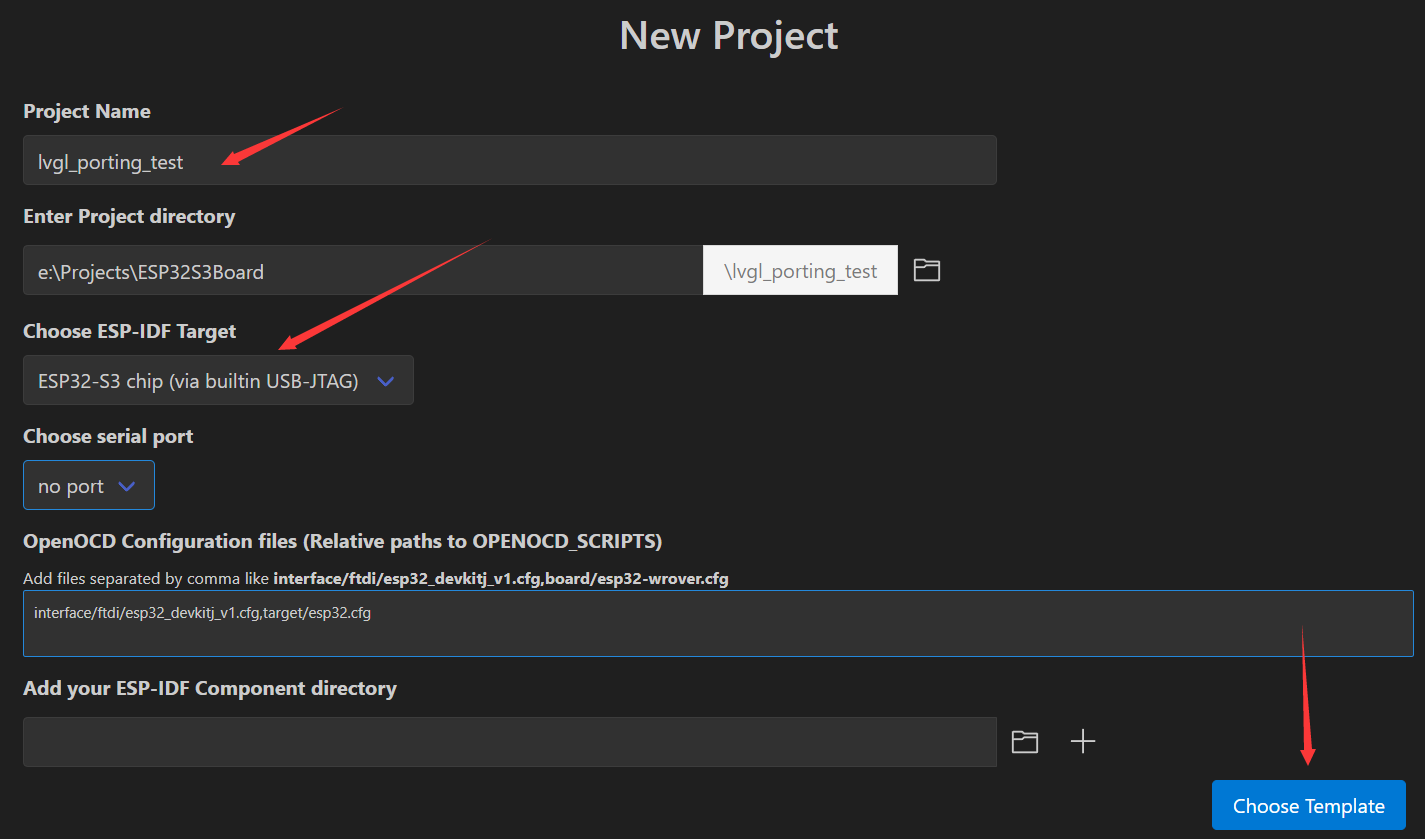 New Project
Project Name
lvgl_porting_test
Enter Project directory
e:\Projects\ESP32S3Board \lvgl_porting_test
Choose ESP-IDF Target
ESP32-S3 chip (via builtin USB-JTAG)
Choose serial port
no port
OpenOCD Configuration files (Relative paths to OPENOCD_SCRIPTS)
Add files separated by comma like interface/ftdi/esp32_devkitj_v1.cfg,board/esp32-wrover.cfg
interface/ftdi/esp32_devkitj_v1.cfg,target/esp32.cfg
Add your ESP-IDF Component directory
Choose Template